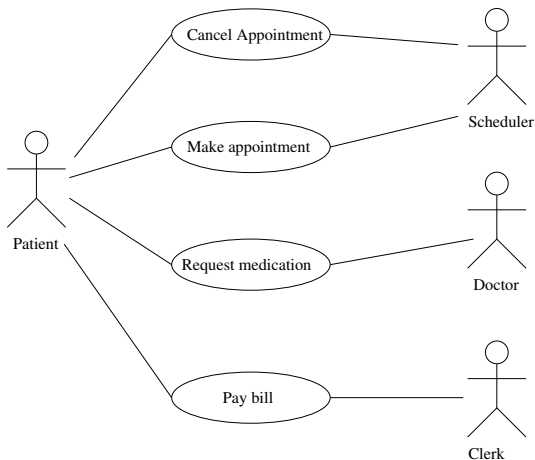 Cancel Appointment
Scheduler
Make appointment
Patient
Request medication
Doctor
Pay bill
Clerk